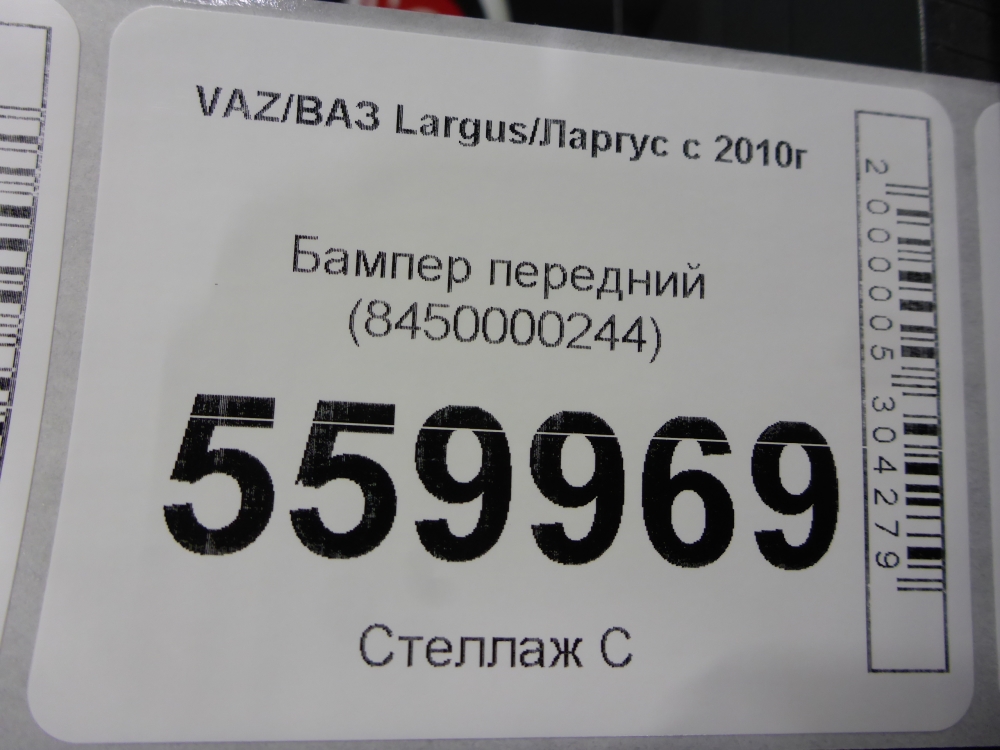 VAZ/ВАЗ Largus/Ларгус с 2010г
Бампер передний
(8450000244)
559969
Стеллаж С
2000005304279